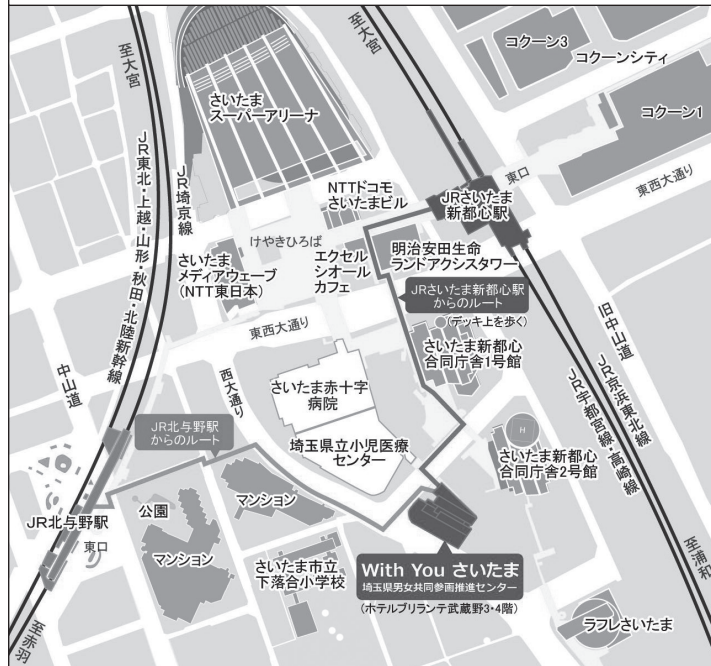 コクーン3
コクーンシティ
コクーン1
至大宮
至大宮
さいたま
スーパーアリーナ
JR東北・上越・山形・秋田・北陸新幹線
JR埼京線
NTTドコモ
さいたまビル
JRさいたま
新都心駅
東口
東西大通り
けやきひろば
さいたま
メディアウェーブ
(NTT東日本)
エクセル
シオール
カフェ
明治安田生命
ランドアクシスタワー
JRさいたま新都心駅
からのルート
(デッキ上を歩く)
東西大通り
さいたま新都心
合同庁舎1号館
旧中山道
中山道
西大通り
さいたま赤十字
病院
JR京浜東北線
JR宇都宮線・高崎線
JR北与野駅
からのルート
埼玉県立小児医療
センター
H
さいたま新都心
合同庁舎2号館
マンション
公園
JR北与野駅
東口
マンション
さいたま市立
下落合小学校
With You さいたま
埼玉県男女共同参画推進センター
(ホテルブリランテ武蔵野3・4階)
至浦和
ラフレさいたま
至赤羽